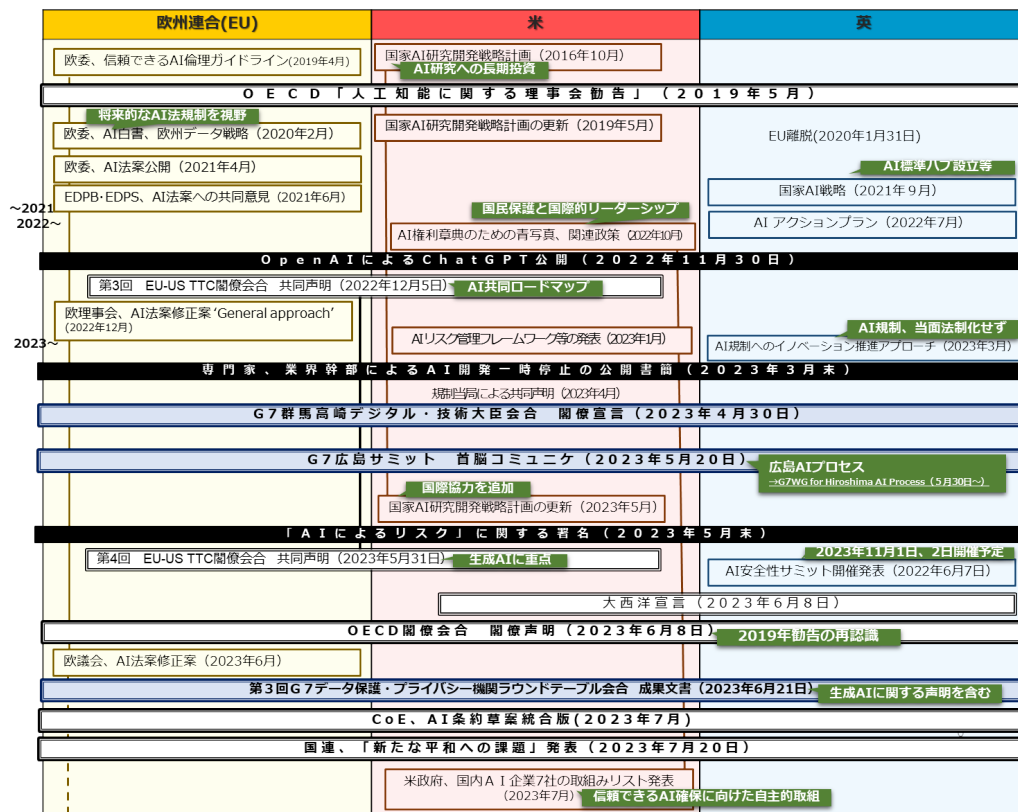 欧州連合(EU)
米
英
欧委、信頼できるAI倫理ガイドライン(2019年4月)
国家AI研究開発戦略計画（2016年10月）
AI研究への長期投資
OECD「人工知能に関する理事会勧告」（2019年5月）
将来的なAI法規制を視野
欧委、AI白書、欧州データ戦略（2020年2月）
国家AI研究開発戦略計画の更新（2019年5月）
EU離脱(2020年1月31日)
欧委、AI法案公開（2021年4月）
AI標準ハブ設立等
EDPB・EDPS、AI法案への共同意見（2021年6月）
国家AI戦略（2021年９月）
～2021
2022～
国民保護と国際的リーダーシップ
AI アクションプラン（2022年7月）
AI権利章典のための青写真、関連政策（2022年10月）
OpenAIによるChatGPT公開（2022年11月30日）
第3回　EU-US TTC閣僚会合　共同声明（2022年12月5日）
AI共同ロードマップ
欧理事会、AI法案修正案‘General approach’
(2022年12月)
AI規制、当面法制化せず
2023～
AIリスク管理フレームワーク等の発表（2023年1月）
AI規制へのイノベーション推進アプローチ（2023年3月）
専門家、業界幹部によるAI開発一時停止の公開書簡（2023年3月末）
規制当局による共同声明（2023年4月）
G7群馬高崎デジタル・技術大臣会合　閣僚宣言（2023年4月30日）
G7広島サミット　首脳コミュニケ（2023年5月20日）
広島AIプロセス
→G7WG for Hiroshima AI Process（5月30日～）
国際協力を追加
国家AI研究開発戦略計画の更新（2023年5月）
「AIによるリスク」に関する署名（2023年5月末）
第4回　EU-US TTC閣僚会合　共同声明（2023年5月31日）
生成AIに重点
2023年11月1日、2日開催予定
AI安全性サミット開催発表（2022年6月7日）
大西洋宣言（2023年6月8日）
OECD閣僚会合　閣僚声明（2023年6月8日）
2019年勧告の再認識
欧議会、AI法案修正案（2023年6月）
第３回G７データ保護・プライバシー機関ラウンドテーブル会合 成果文書（2023年6月21日）
生成AIに関する声明を含む
CoE、AI条約草案統合版(2023年7月)
国連、「新たな平和への課題」発表（2023年7月20日）
米政府、国内ＡＩ企業7社の取組みリスト発表
（2023年7月）
信頼できるAI確保に向けた自主的取組